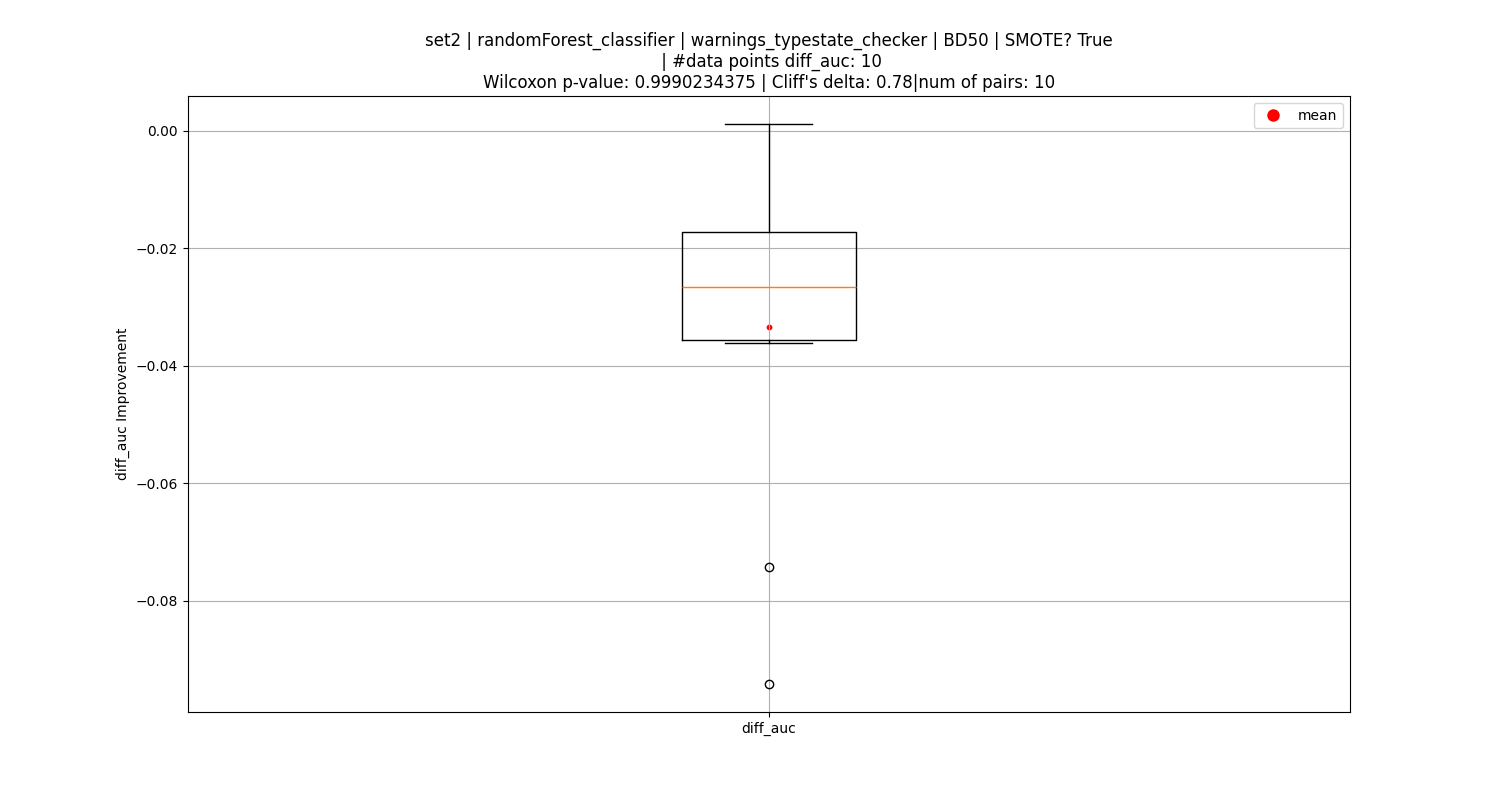 set2 | randomForest_classifier | warnings_typestate_checker | BD50 | SMOTE? True
| #data points diff_auc: 10
Wilcoxon p-value: 0.9990234375 | Cliff's delta: 0.78|num of pairs: 10
mean
0.00
−0.02
−0.04
−0.06
−0.08
diff_auc Improvement
diff_auc